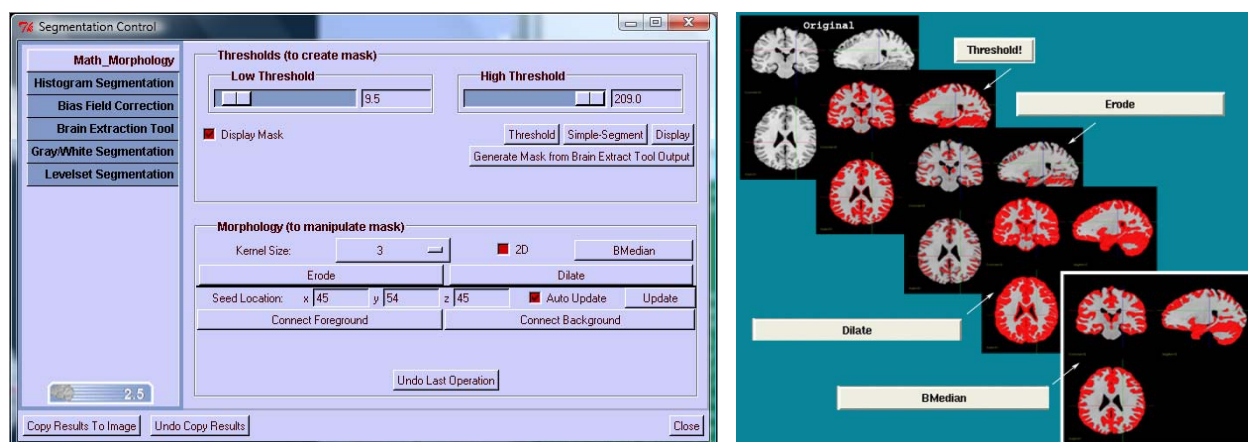 Segmentation Control
Math_Morphology
Histogram Segmentation
Bias Field Correction
Brain Extraction Tool
Gray/White Segmentation
Levelset Segmentation
2.5
Thresholds (to create mask)
Low Threshold
High Threshold
9.5
209.0
Display Mask
Threshold Simple-Segment Display
Generate Mask from Brain Extract Tool Output
Morphology (to manipulate mask)
Kernel Size: 3 2D BMedian
Erode Dilate
Seed Location: x 45 y 54 z 45 Auto Update Update
Connect Foreground Connect Background
Undo Last Operation
Copy Results To Image Undo Copy Results Close
Original
Threshold!
Erode
Dilate
BMedian